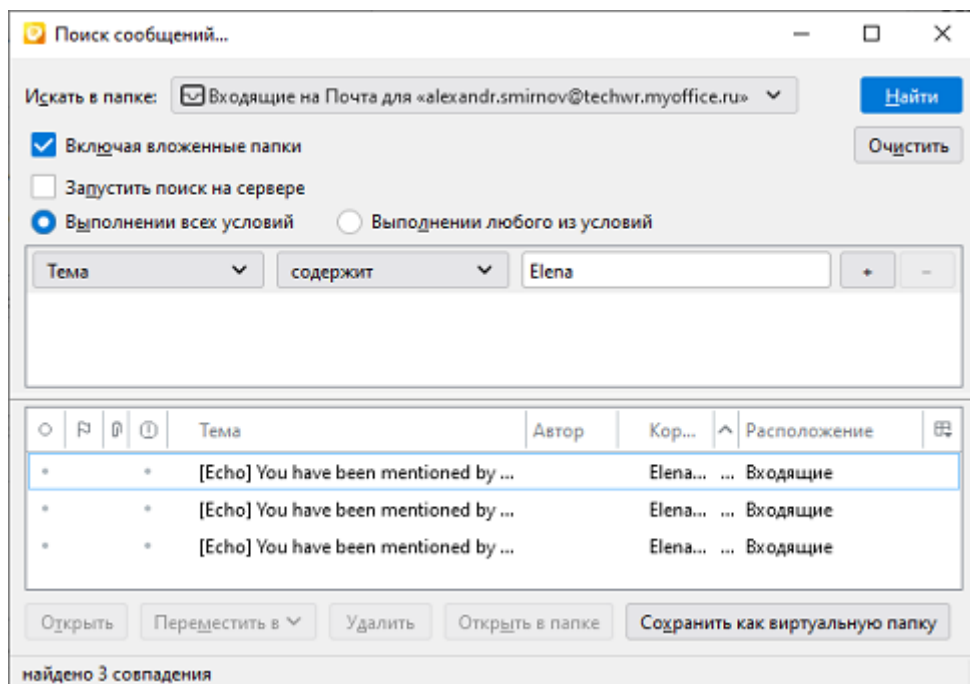 Поиск сообщений...
Искать в папке: Входящие на Почта для «alexandr.smirnov@techwr.myoffice.ru» Найти
Включая вложенные папки Очистить
Запустить поиск на сервере
Выполнении всех условий Выполнении любого из условий
Тема содержит Elena + -
Тема Автор Кор... Расположение
[Echo] You have been mentioned by ... Elena... ... Входящие
[Echo] You have been mentioned by ... Elena... ... Входящие
[Echo] You have been mentioned by ... Elena... ... Входящие
Открыть Переместить в Удалить Открыть в папке Сохранить как виртуальную папку
найдено 3 совпадения